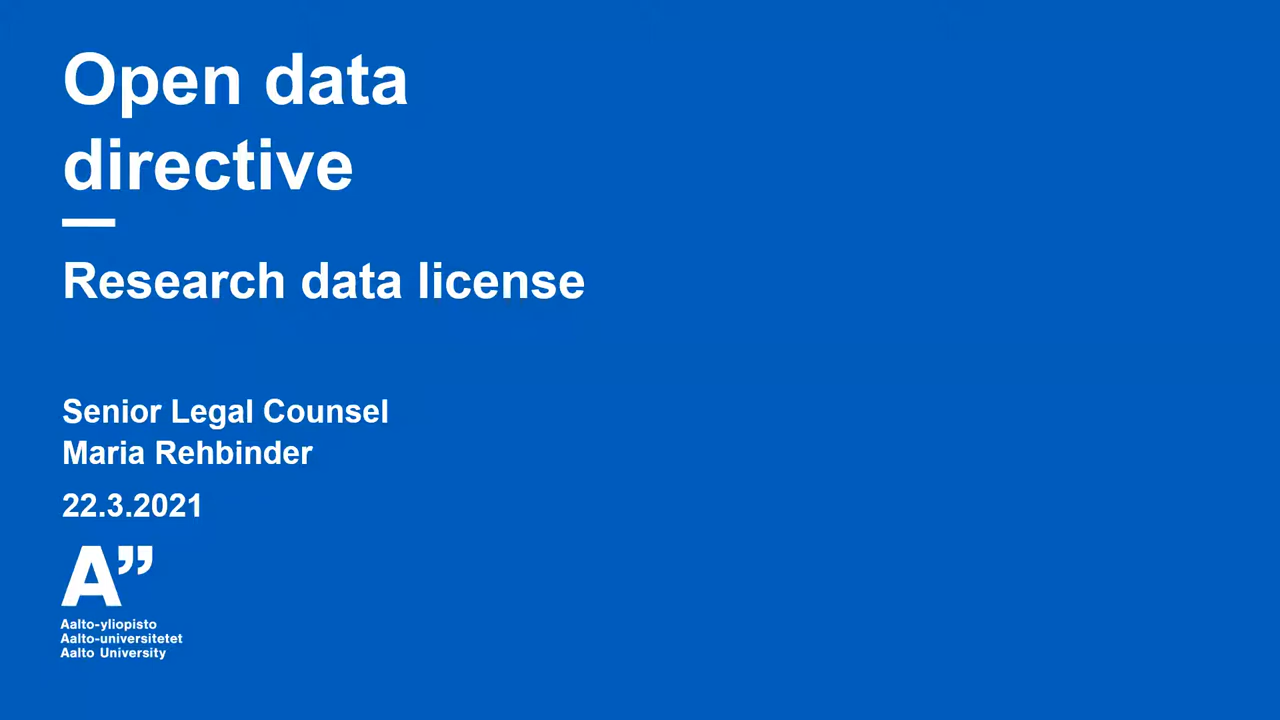 Open data
directive
Research data license
Senior Legal Counsel
Maria Rehbinder
22.3.2021
A”
Aalto-yliopisto
Aalto-universitetet
Aalto University